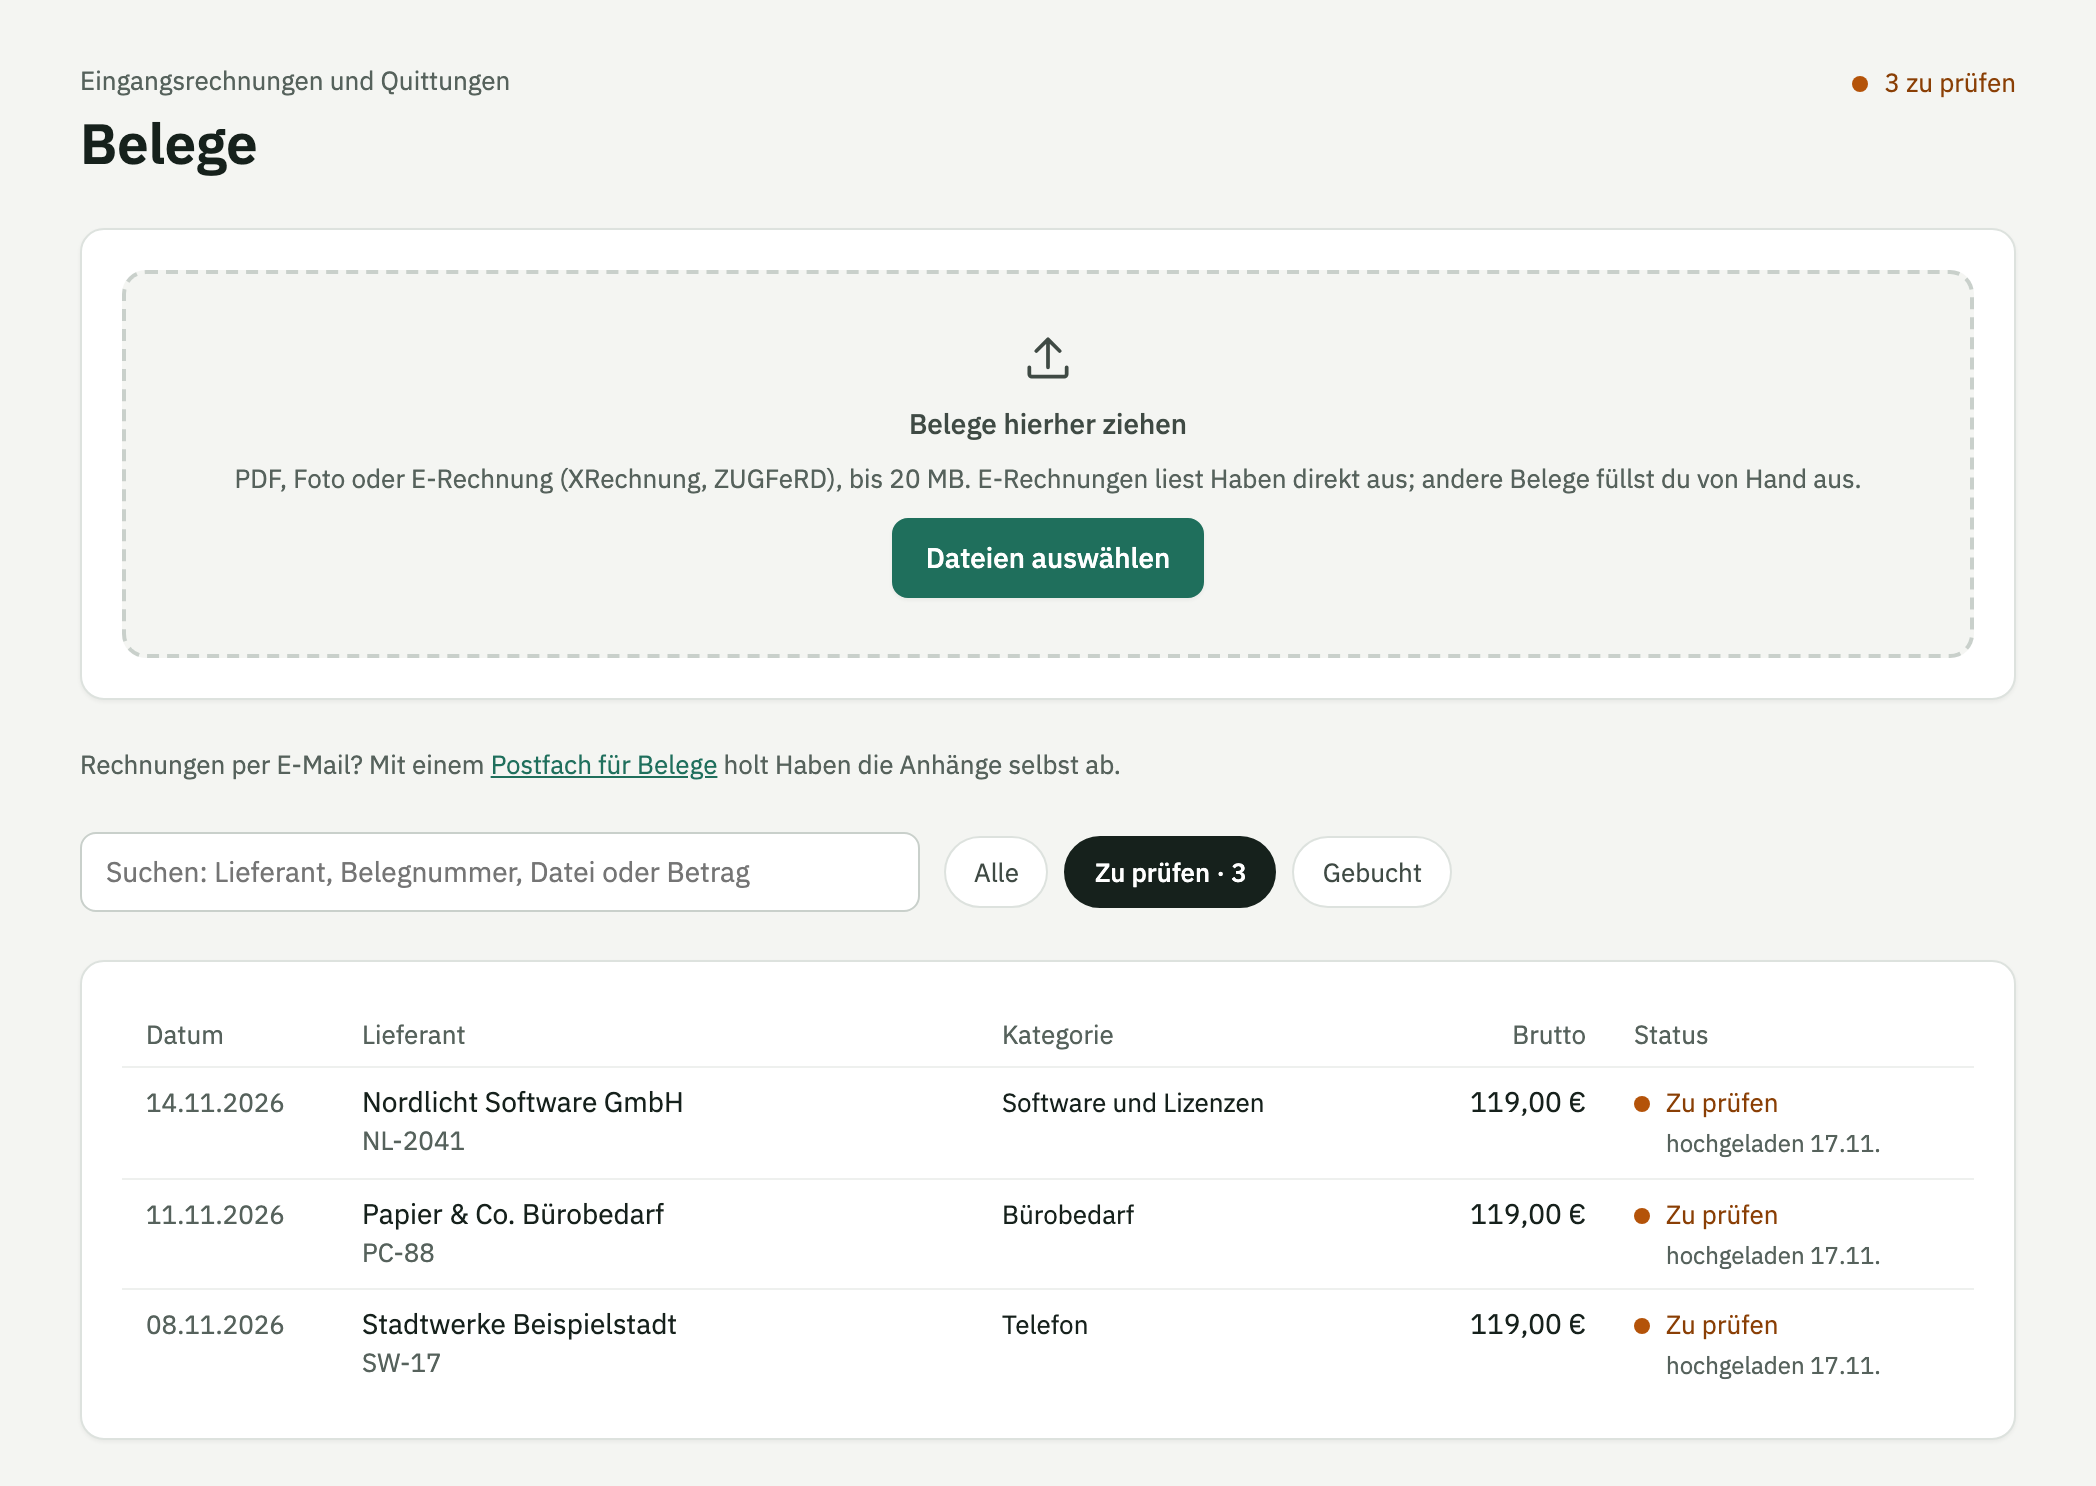 Eingangsrechnungen und Quittungen
3 zu prüfen
Belege
Belege hierher ziehen
PDF, Foto oder E-Rechnung (XRechnung, ZUGFeRD), bis 20 MB. E-Rechnungen liest Haben direkt aus; andere Belege füllst du von Hand aus.
Dateien auswählen
Rechnungen per E-Mail? Mit einem Postfach für Belege holt Haben die Anhänge selbst ab.
Suchen: Lieferant, Belegnummer, Datei oder Betrag
Alle
Zu prüfen · 3
Gebucht
Datum Lieferant Kategorie Brutto Status
14.11.2026 Nordlicht Software GmbH Software und Lizenzen 119,00 € Zu prüfen
NL-2041 hochgeladen 17.11.
11.11.2026 Papier & Co. Bürobedarf Bürobedarf 119,00 € Zu prüfen
PC-88 hochgeladen 17.11.
08.11.2026 Stadtwerke Beispielstadt Telefon 119,00 € Zu prüfen
SW-17 hochgeladen 17.11.